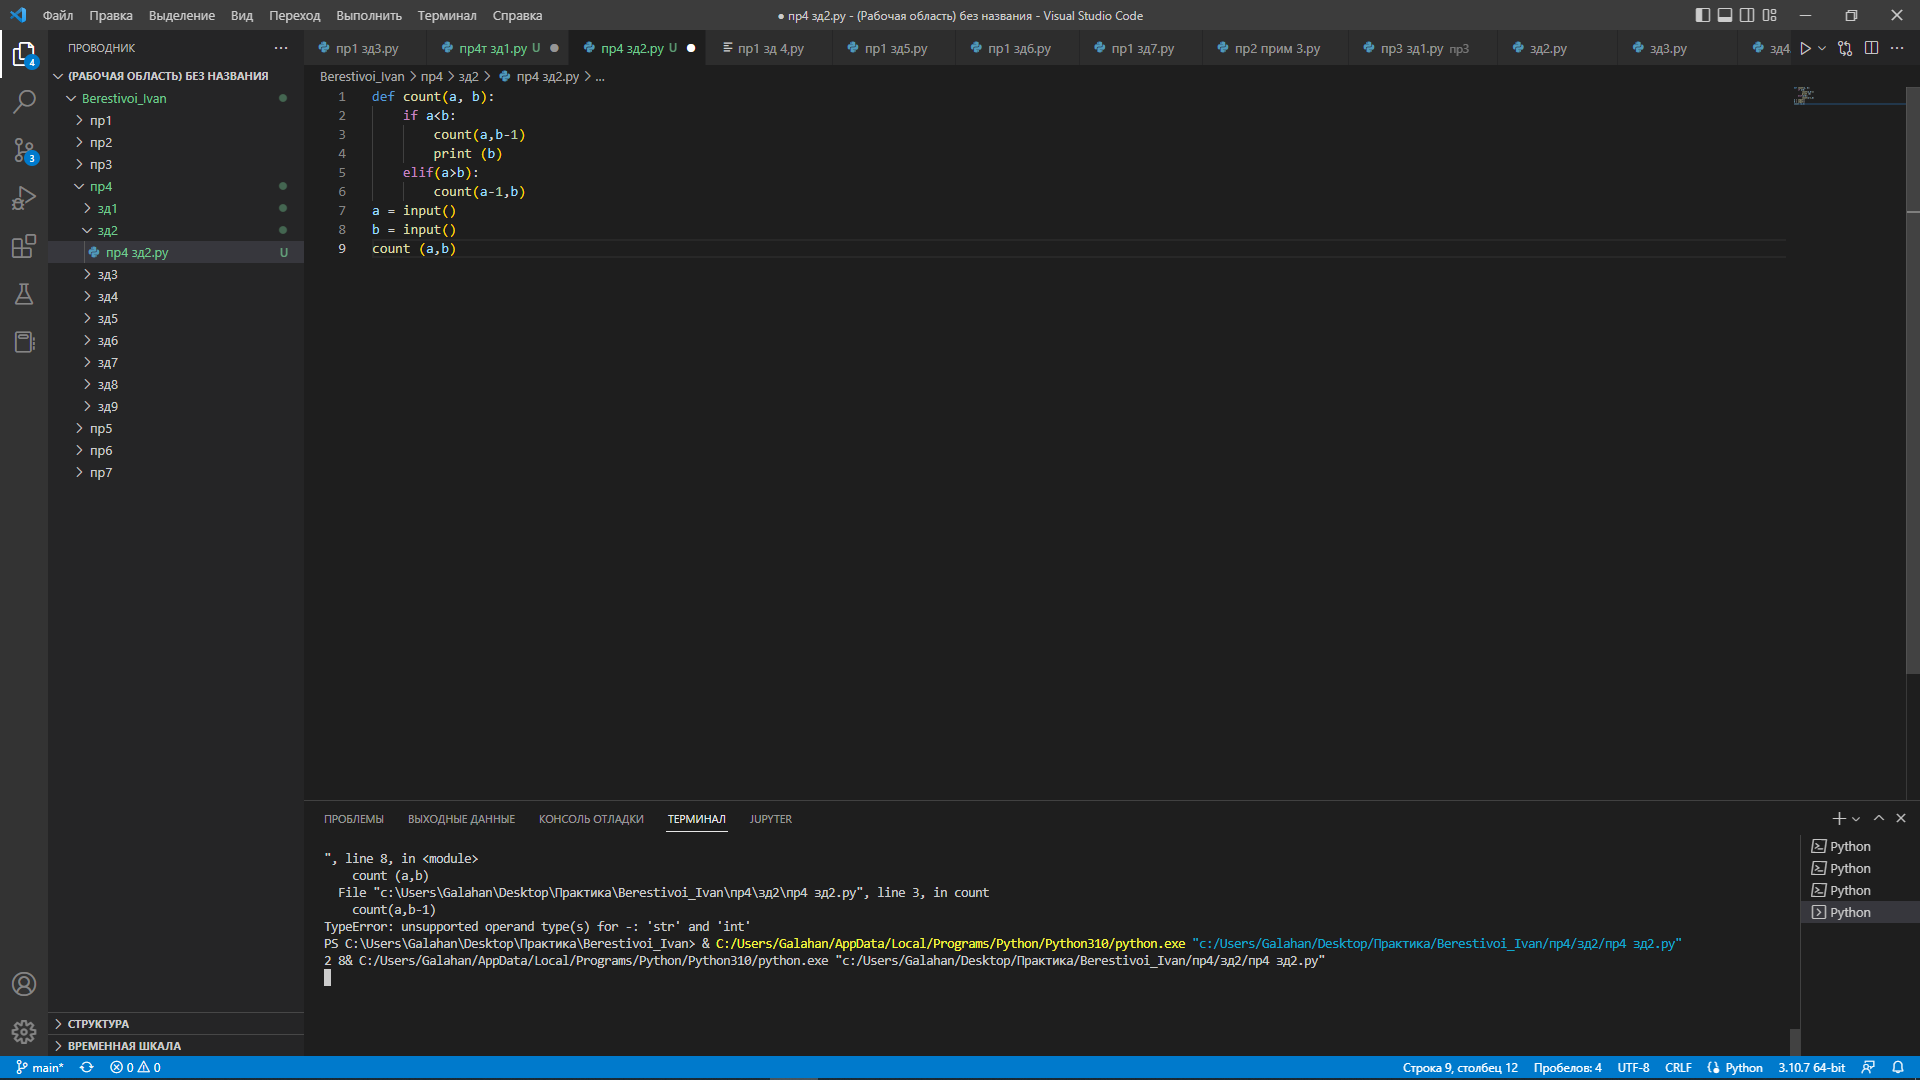 Файл Правка Выделение Вид Переход Выполнить Терминал Справка
● пр4 зд2.py - (Рабочая область) без названия - Visual Studio Code
ПРОВОДНИК
(РАБОЧАЯ ОБЛАСТЬ) БЕЗ НАЗВАНИЯ
Berestivoi_Ivan
пр1
пр2
пр3
пр4
зд1
зд2
пр4 зд2.py U
зд3
зд4
зд5
зд6
зд7
зд8
зд9
пр5
пр6
пр7
СТРУКТУРА
ВРЕМЕННАЯ ШКАЛА
4
3
пр1 зд3.py пр4т зд1.py U пр4 зд2.py U пр1 зд 4,py пр1 зд5.py пр1 зд6.py пр1 зд7.py пр2 прим 3.py пр3 зд1.py пр3 зд2.py зд3.py зд4
Berestivoi_Ivan > пр4 > зд2 > пр4 зд2.py > ...
1 def count(a, b):
2 if a<b:
3 count(a,b-1)
4 print (b)
5 elif(a>b):
6 count(a-1,b)
7 a = input()
8 b = input()
9 count (a,b)
ПРОБЛЕМЫ ВЫХОДНЫЕ ДАННЫЕ КОНСОЛЬ ОТЛАДКИ ТЕРМИНАЛ JUPYTER
", line 8, in <module>
count (a,b)
File "c:\Users\Galahan\Desktop\Практика\Berestivoi_Ivan\пр4\зд2\пр4 зд2.py", line 3, in count
count(a,b-1)
TypeError: unsupported operand type(s) for -: 'str' and 'int'
PS C:\Users\Galahan\Desktop\Практика\Berestivoi_Ivan> & C:/Users/Galahan/AppData/Local/Programs/Python/Python310/python.exe "c:/Users/Galahan/Desktop/Практика/Berestivoi_Ivan/пр4/зд2/пр4 зд2.py"
2 8&& C:/Users/Galahan/AppData/Local/Programs/Python/Python310/python.exe "c:/Users/Galahan/Desktop/Практика/Berestivoi_Ivan/пр4/зд2/пр4 зд2.py"
Python
Python
Python
Python
main* 0 0
Строка 9, столбец 12 Пробелов: 4 UTF-8 CRLF Python 3.10.7 64-bit